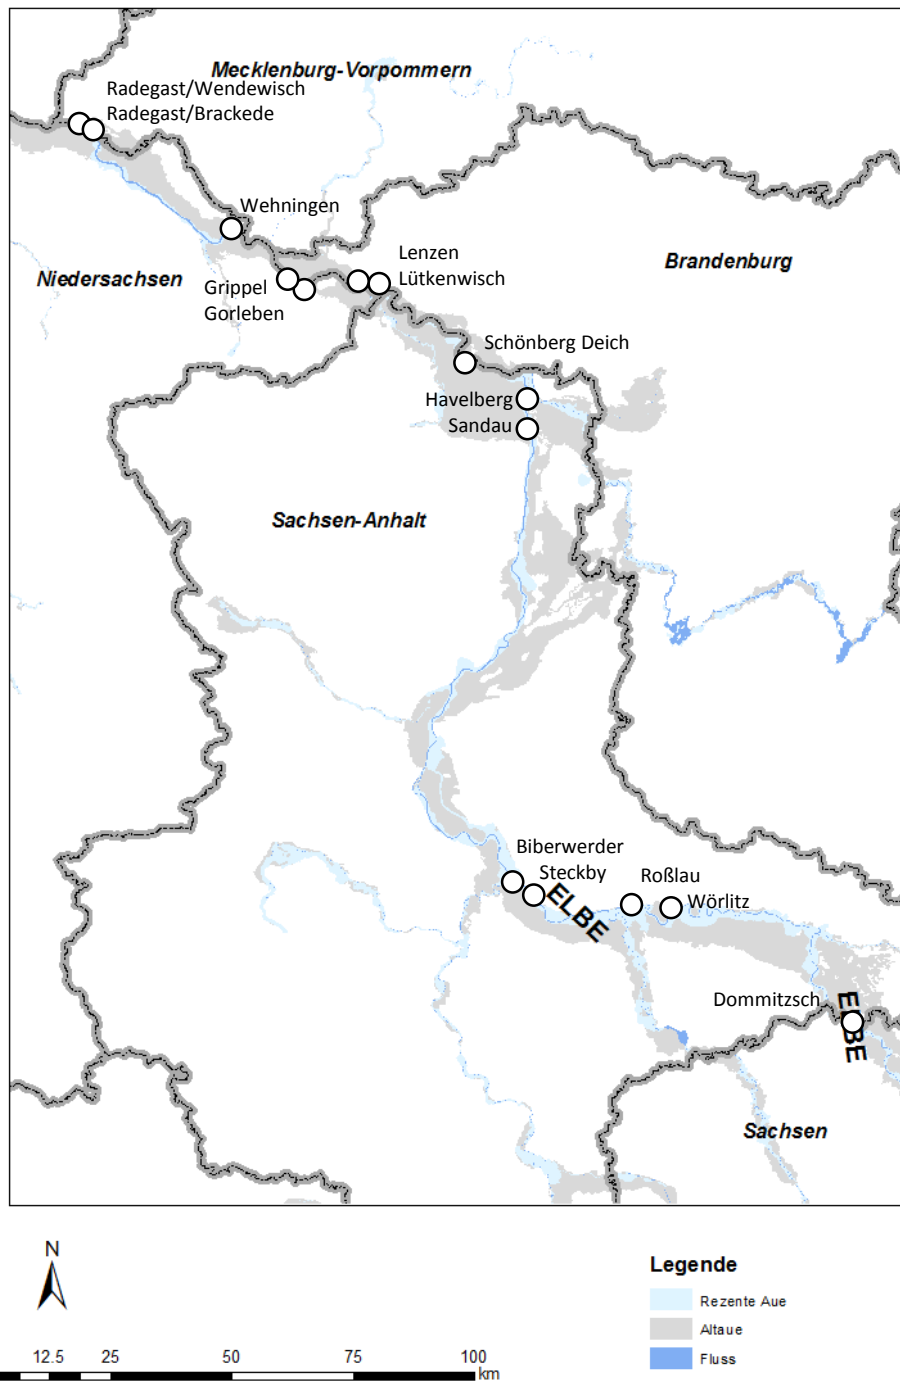 Mecklenburg-Vorpommern
Radegast/Wendewisch
Radegast/Brackede
Wehningen
Niedersachsen
Grippel
Gorleben
Lenzen
Lütkenwisch
Brandenburg
Schönberg Deich
Havelberg
Sandau
Sachsen-Anhalt
Biberwerder
Steckby
ELBE
Roßlau
Wörlitz
Dommitzsch
ELBE
Sachsen
N
12.5 25 50 75 100
km
Legende
Rezente Aue
Altaue
Fluss